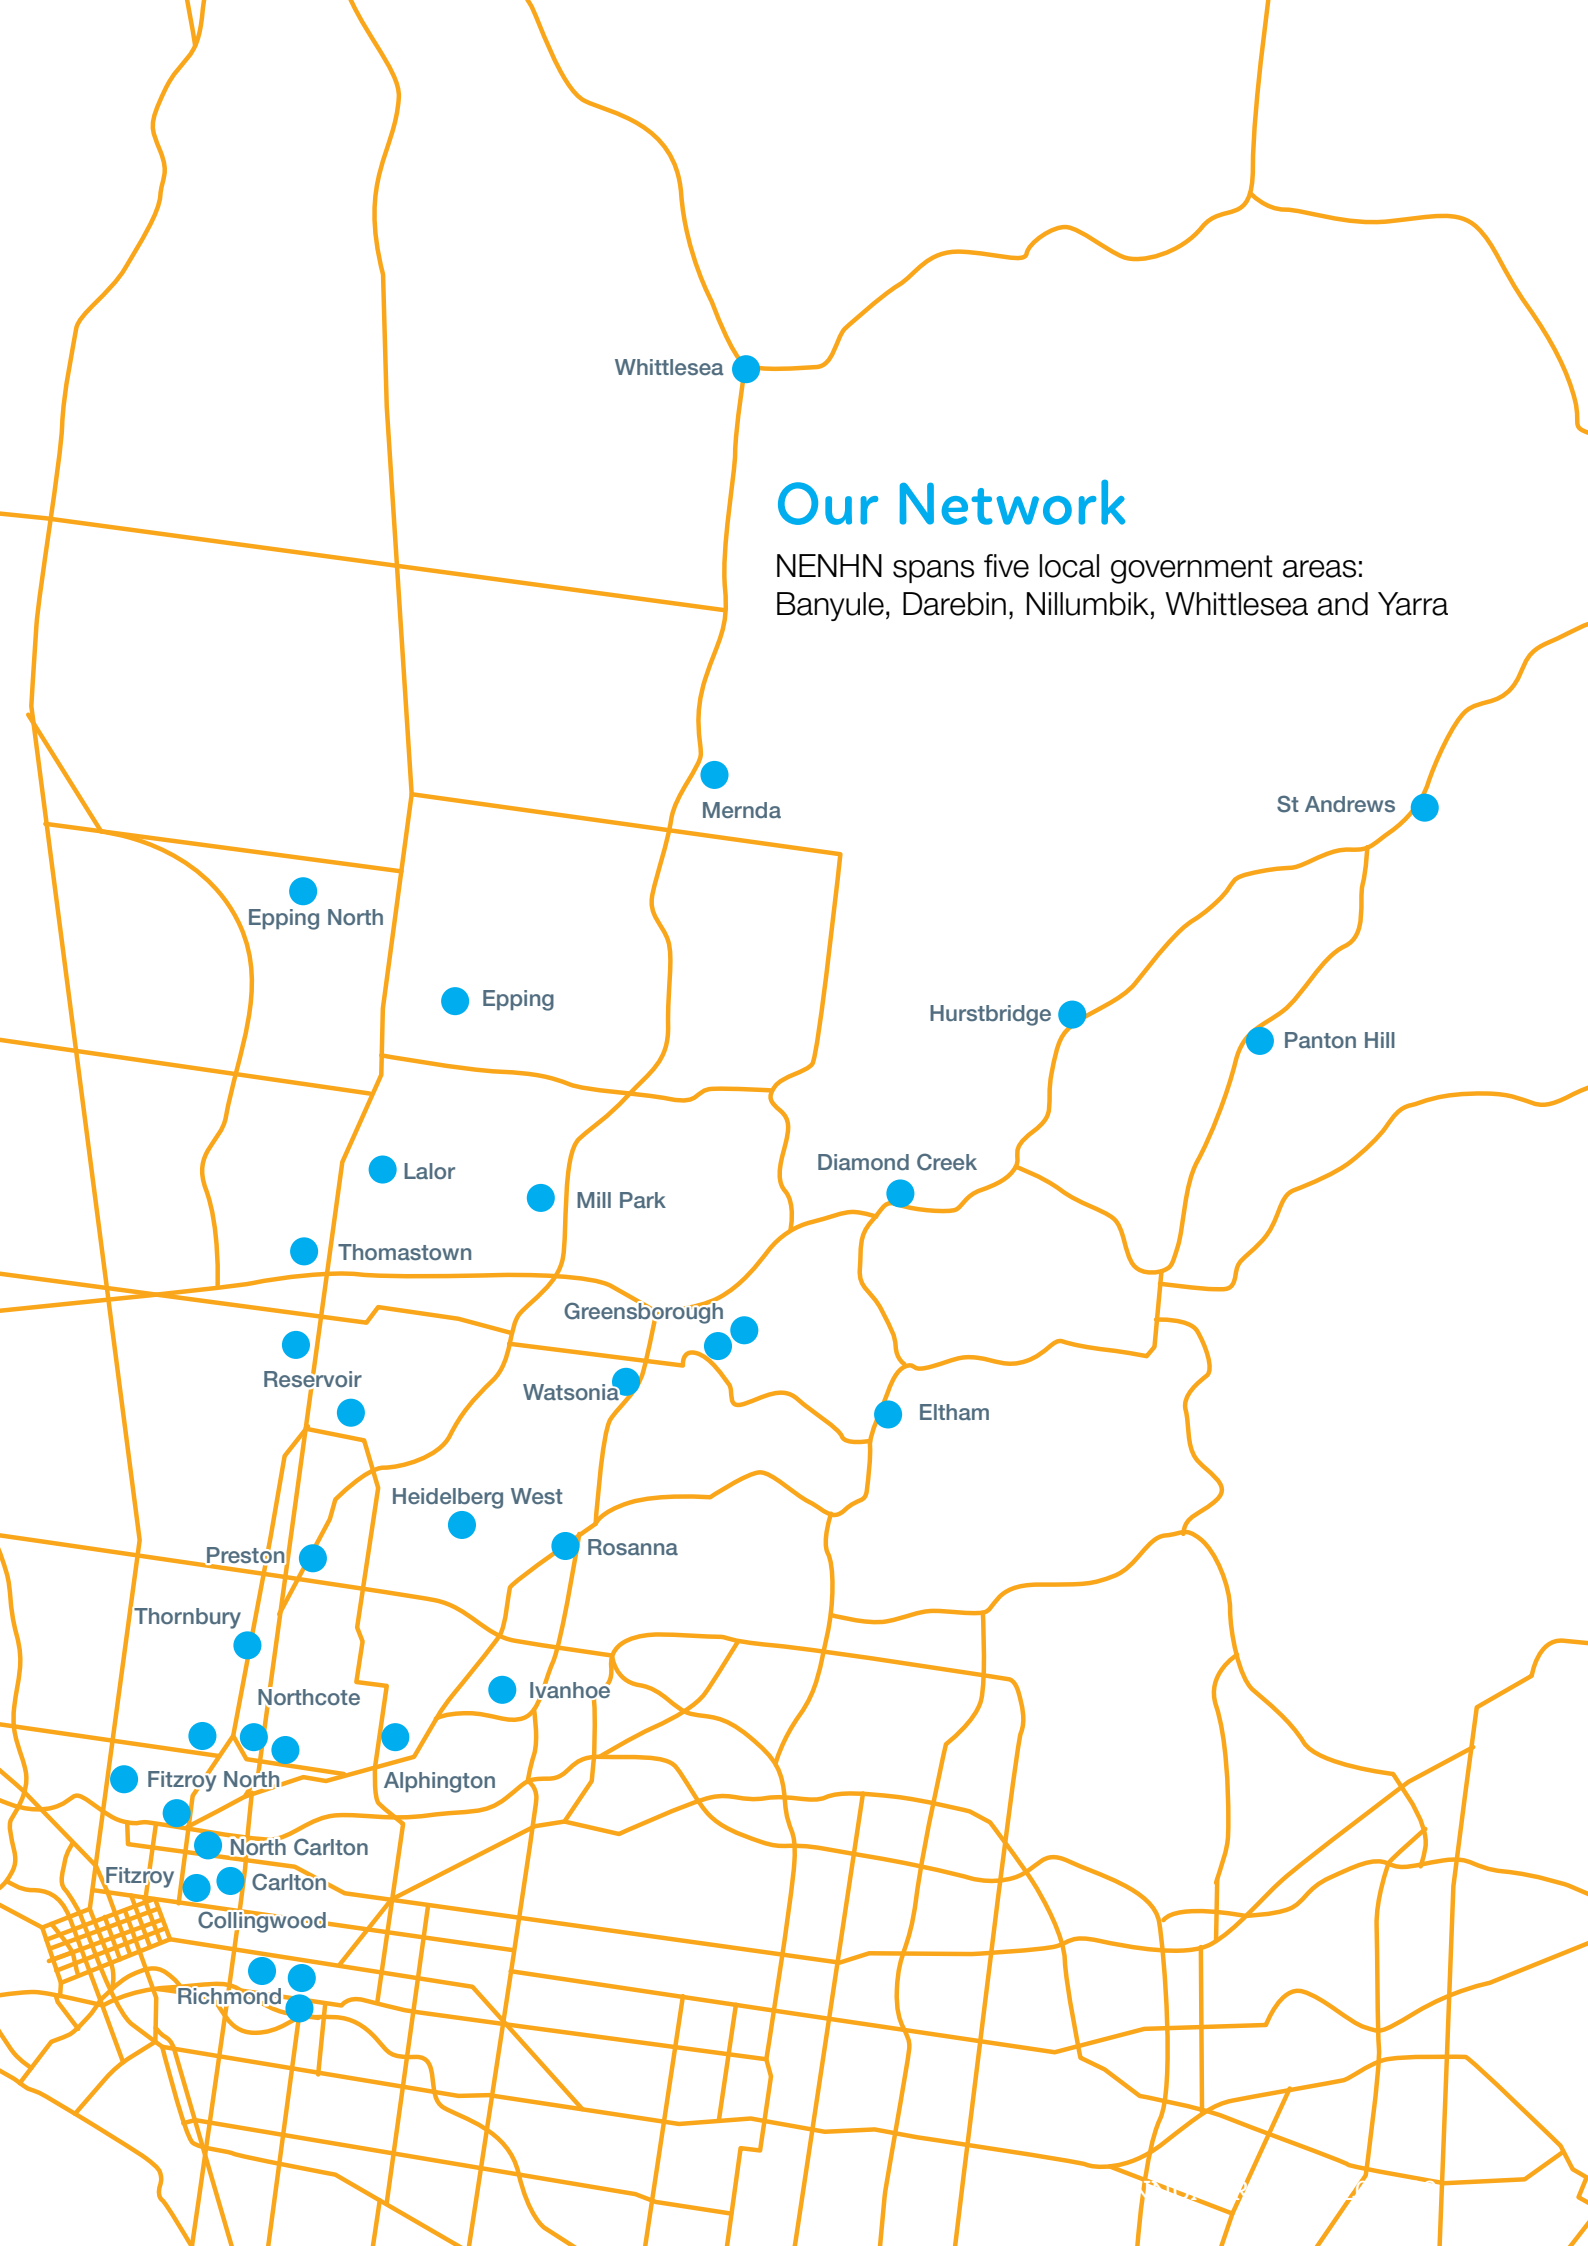 Whittlesea
Our Network
NENHN spans five local government areas:
Banyule, Darebin, Nillumbik, Whittlesea and Yarra
Mernda
St Andrews
Epping North
Epping
Hurstbridge
Panton Hill
Diamond Creek
Lalor
Mill Park
Thomastown
Greensborough
Reservoir
Watsonia
Eltham
Heidelberg West
Rosanna
Preston
Thornbury
Ivanhoe
Northcote
Fitzroy North
Alphington
North Carlton
Fitzroy
Carlton
Collingwood
Richmond